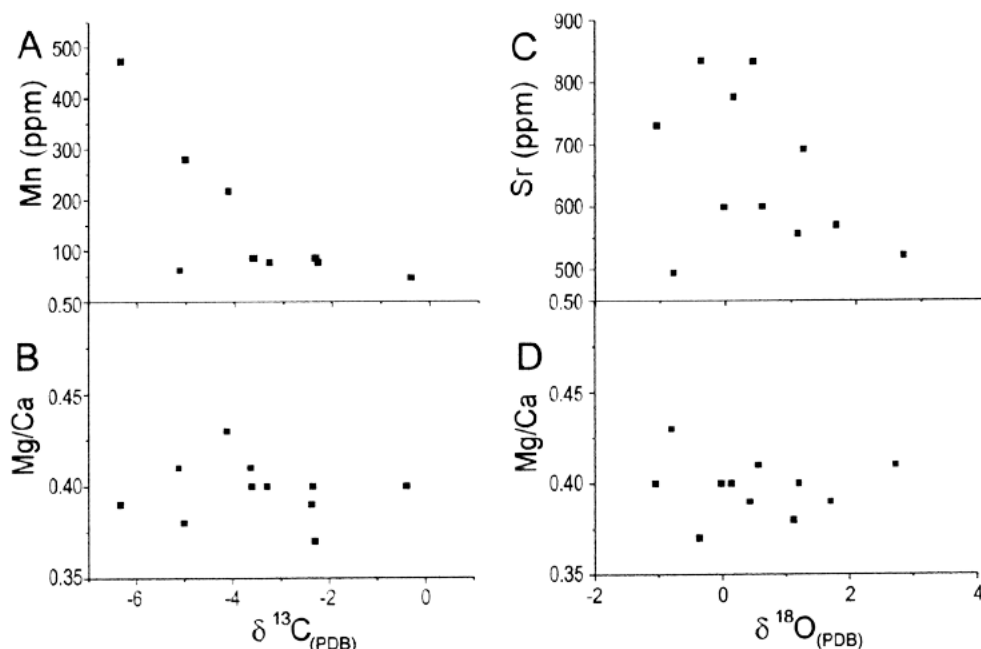 A
Mn (ppm)
500
400
300
200
100
0.50
B
Mg/Ca
0.45
0.40
0.35
-6
-4
-2
0
δ 13C(PDB)
C
Sr (ppm)
900
800
700
600
500
0.50
D
Mg/Ca
0.45
0.40
0.35
-2
0
2
4
δ 18O(PDB)